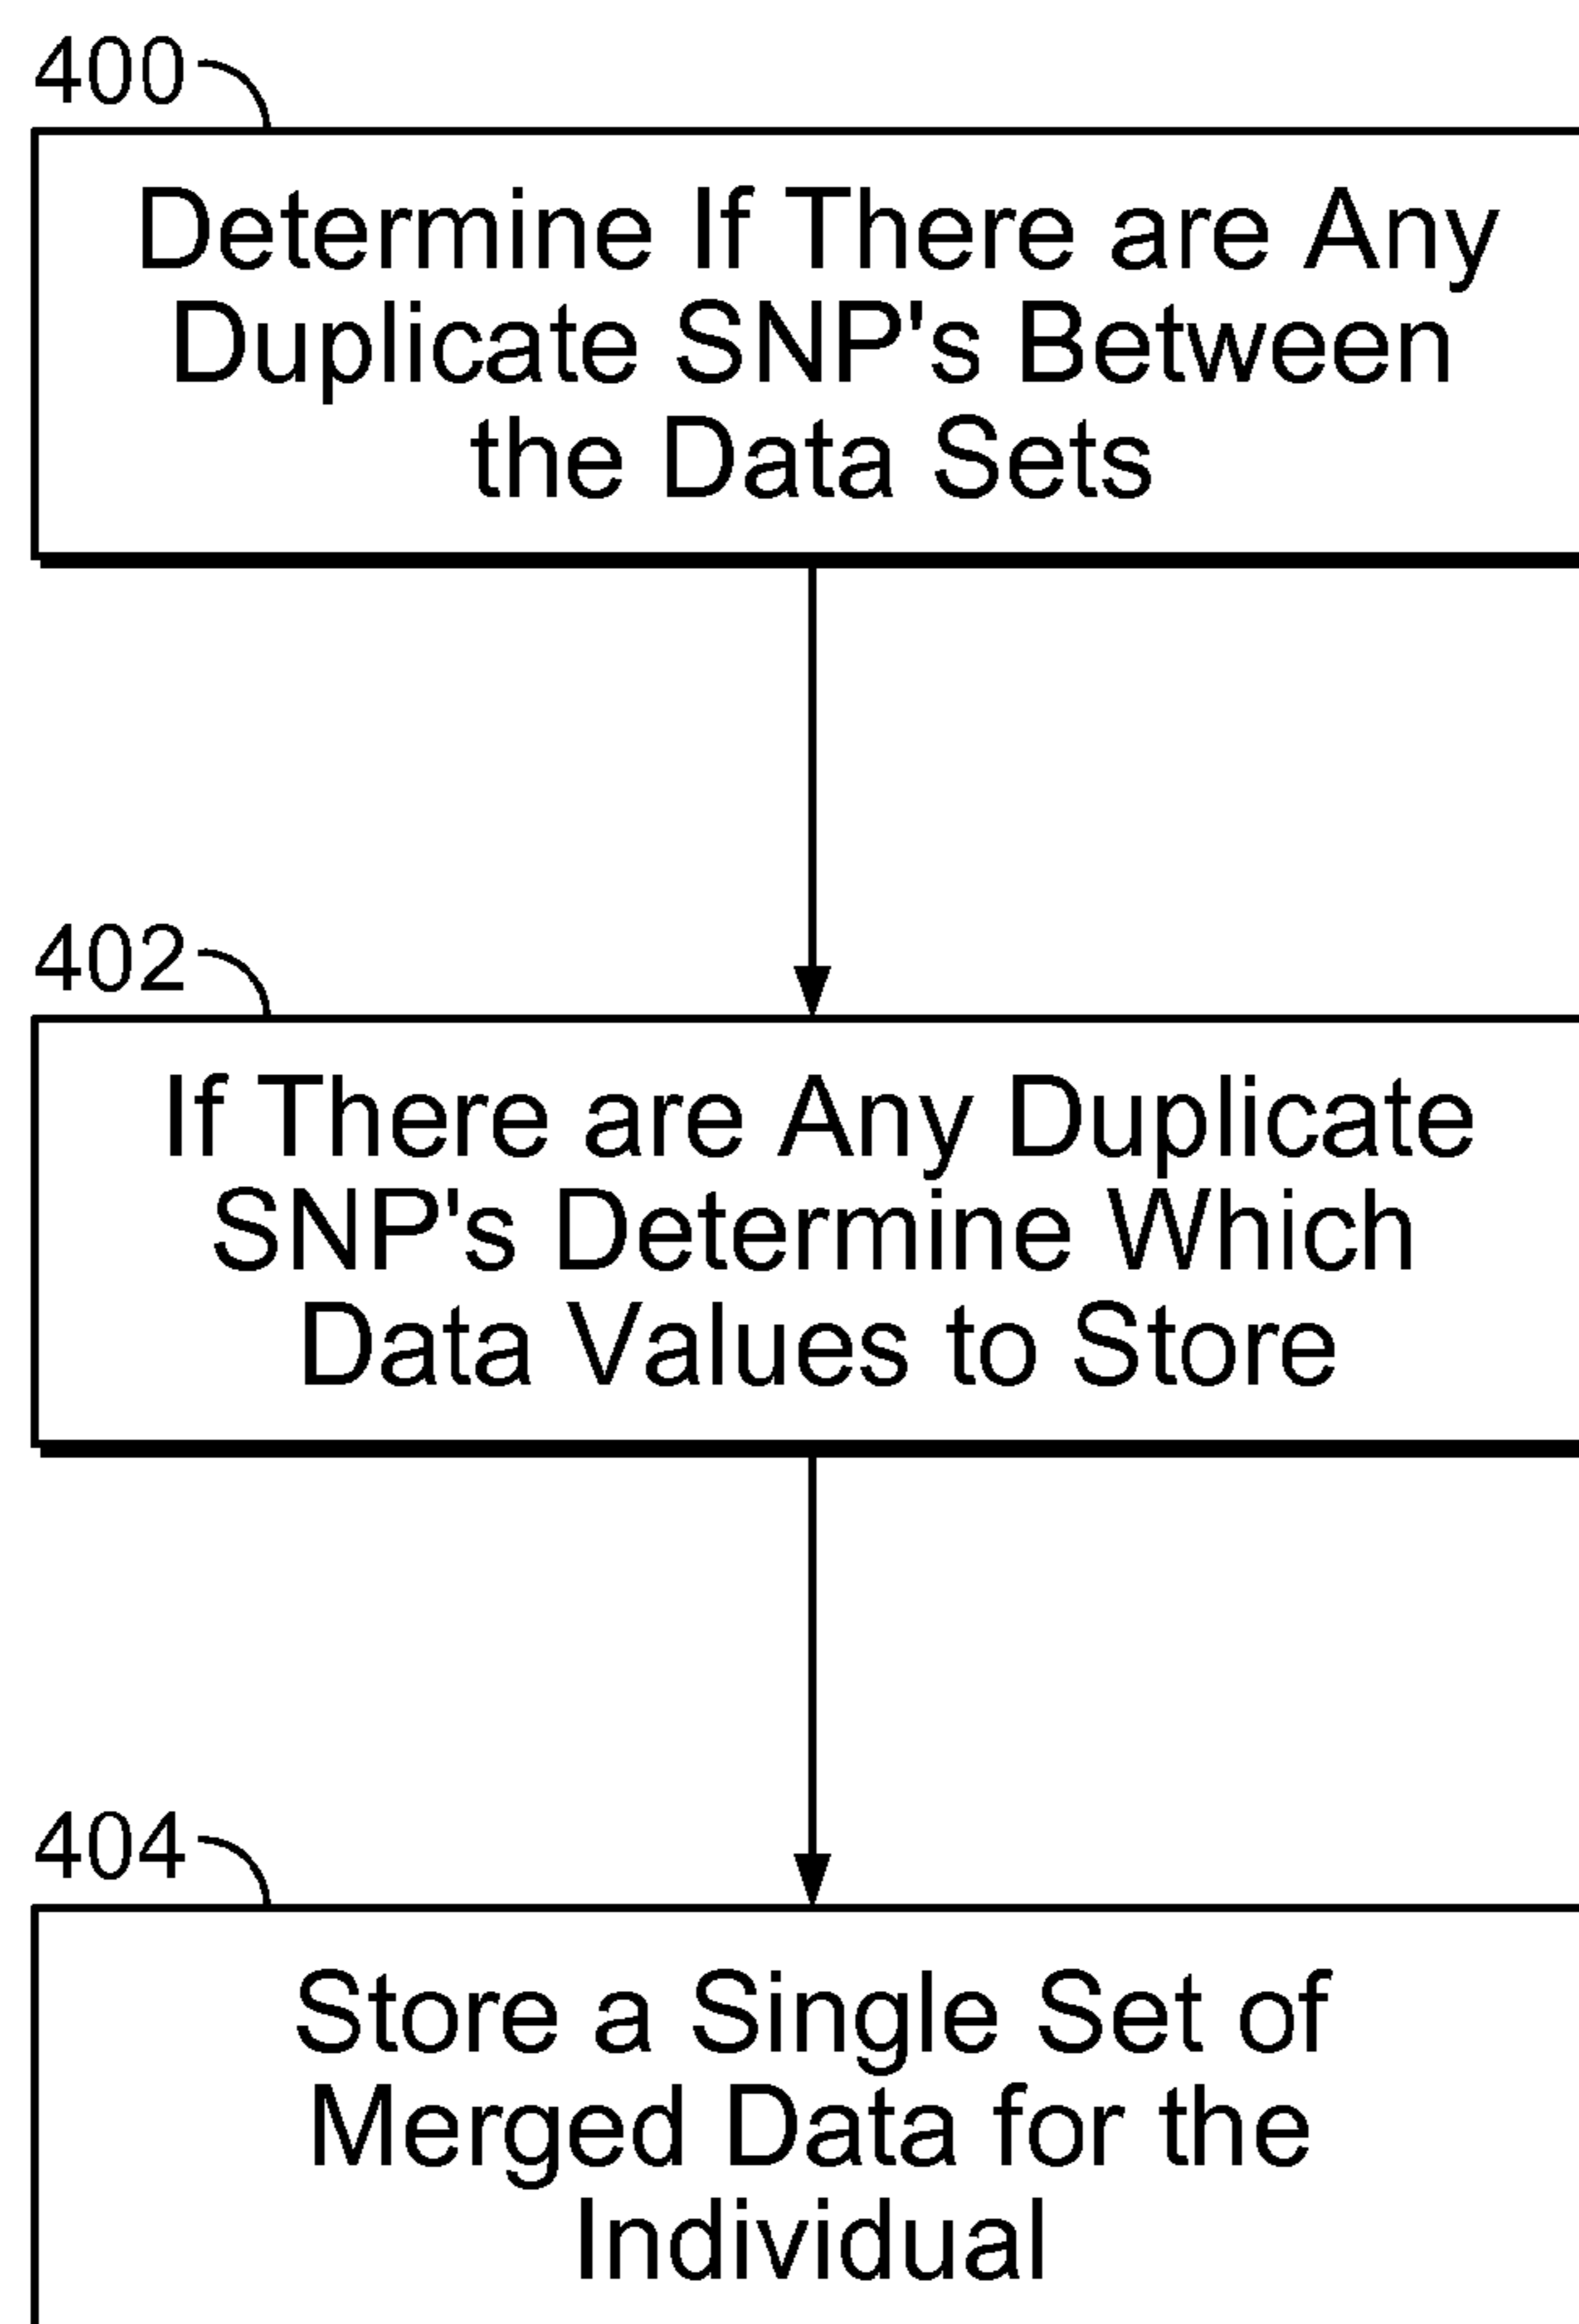 400
Determine If There are Any
Duplicate SNP's Between
the Data Sets
402
If There are Any Duplicate
SNP's Determine Which
Data Values to Store
404
Store a Single Set of
Merged Data for the
Individual